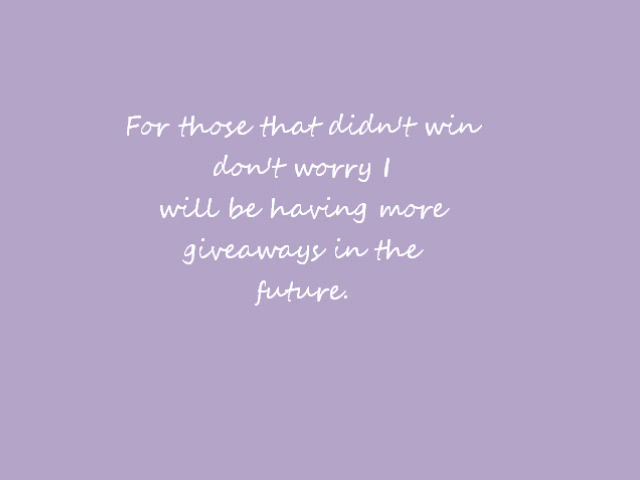 For those that didn't win
don't worry I
will be having more
giveaways in the
future.